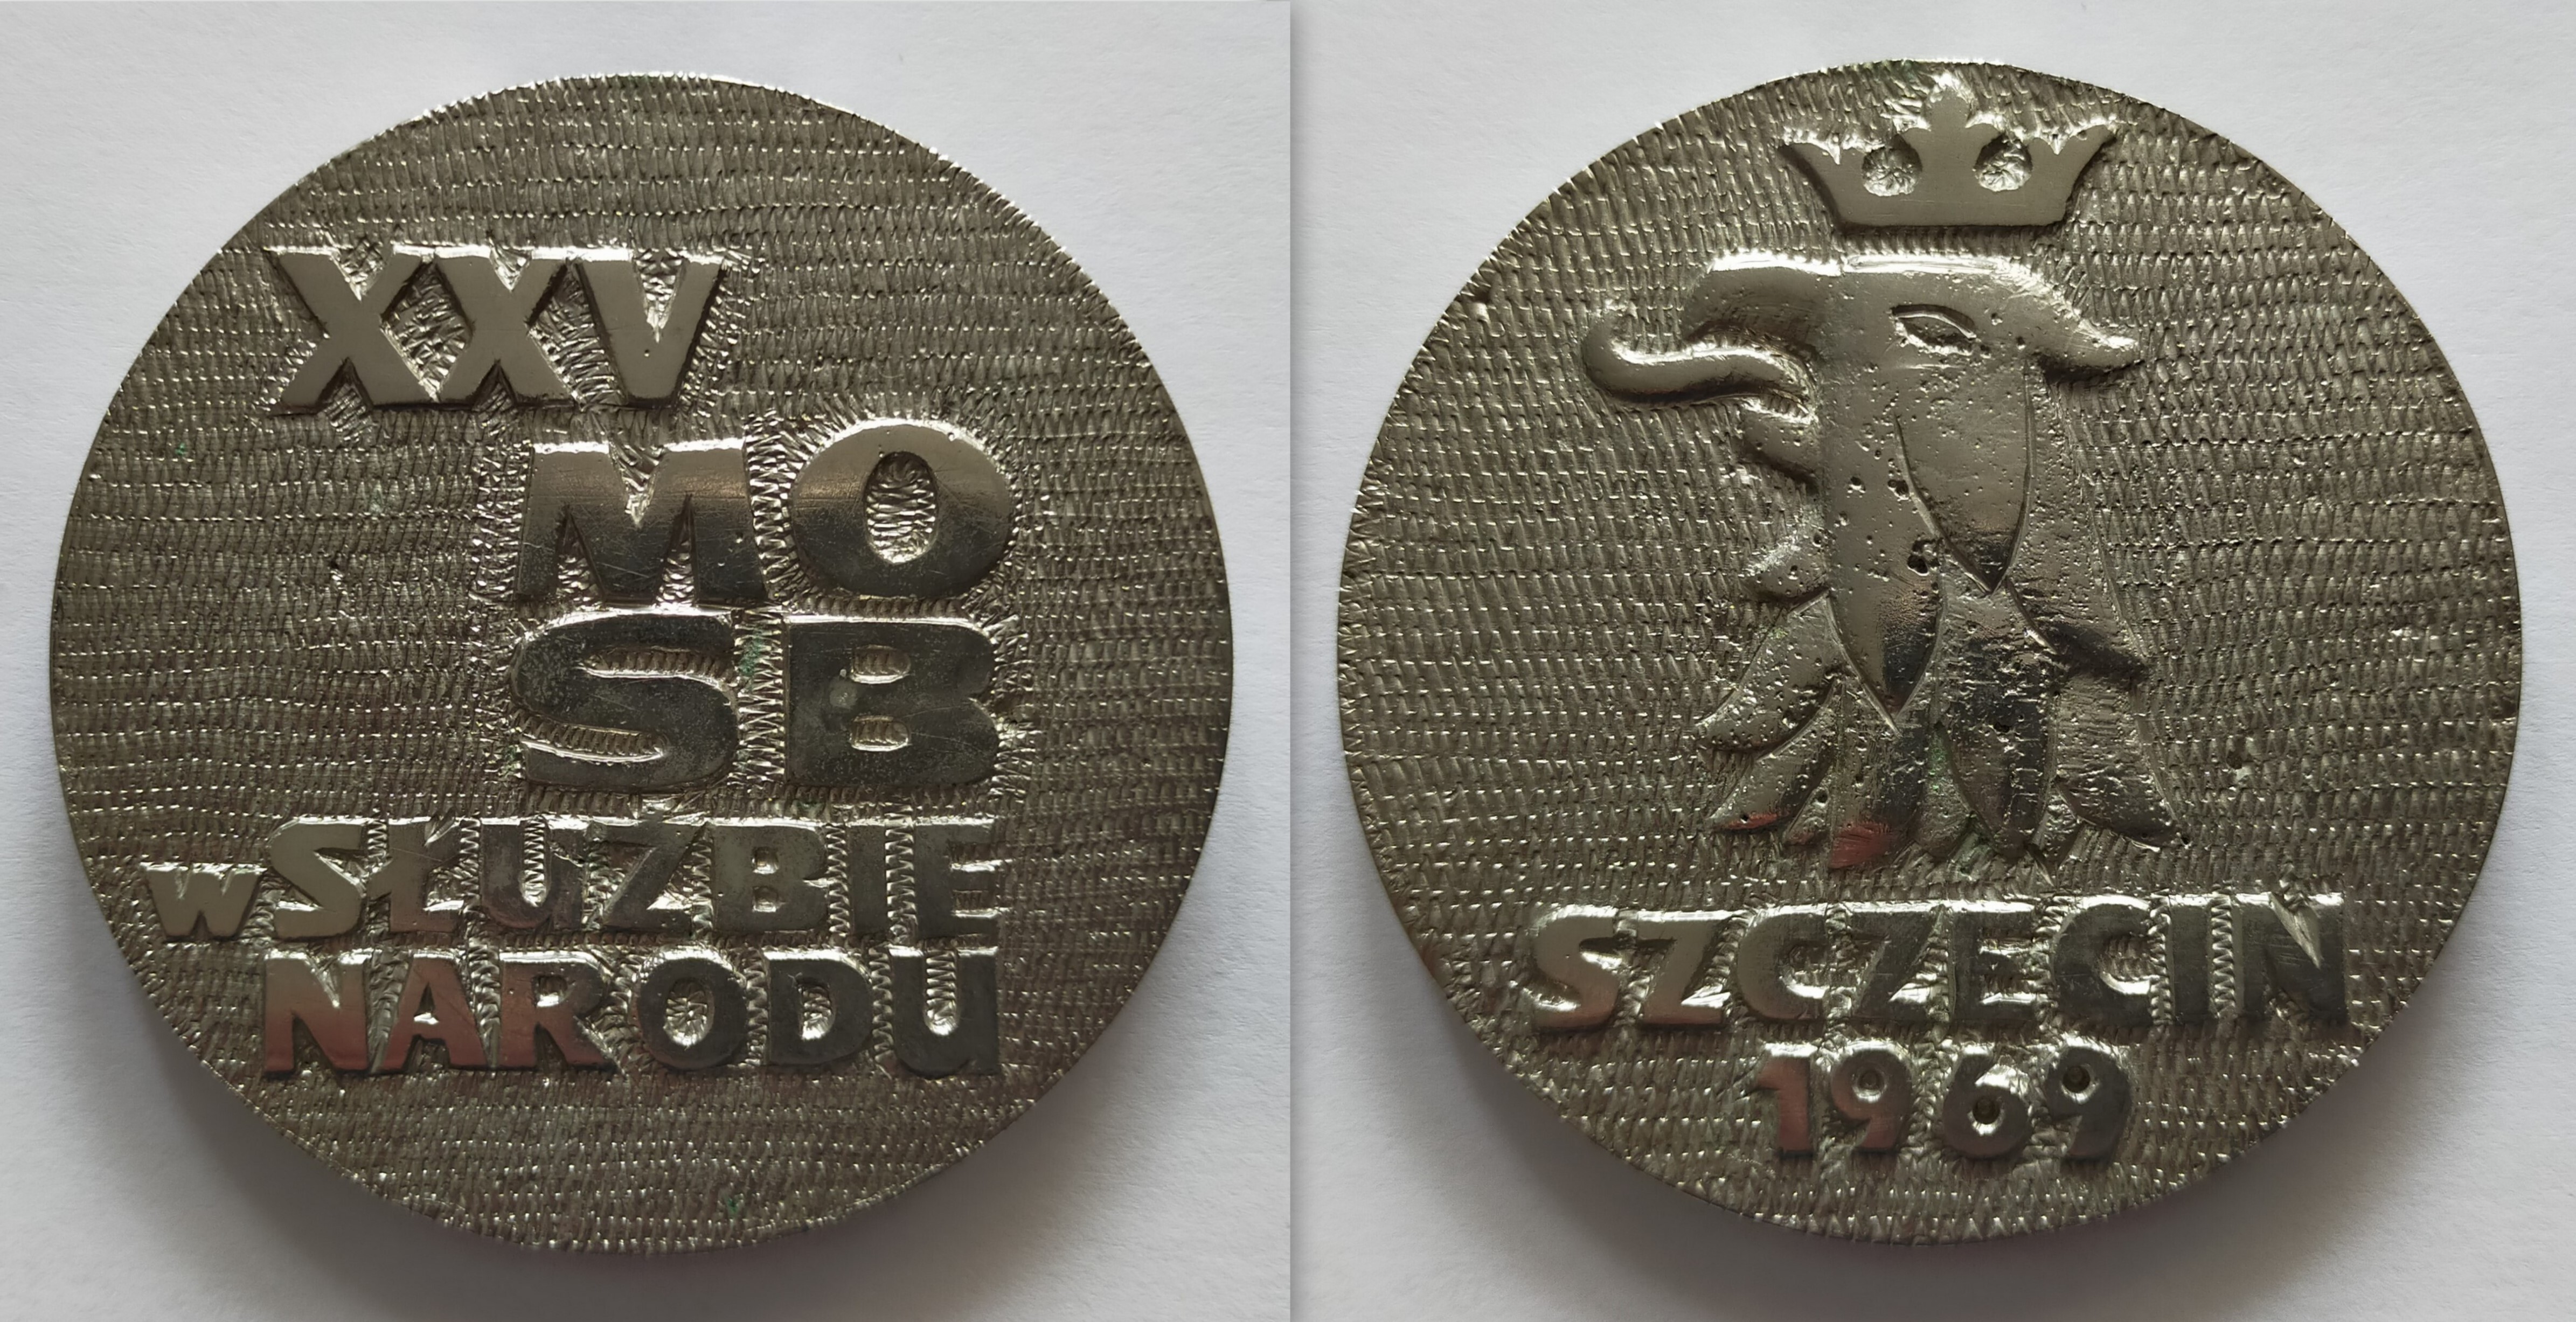 XXV
MO
SB
w SŁUŻBIE
NARODU
SZCZECIN
1969